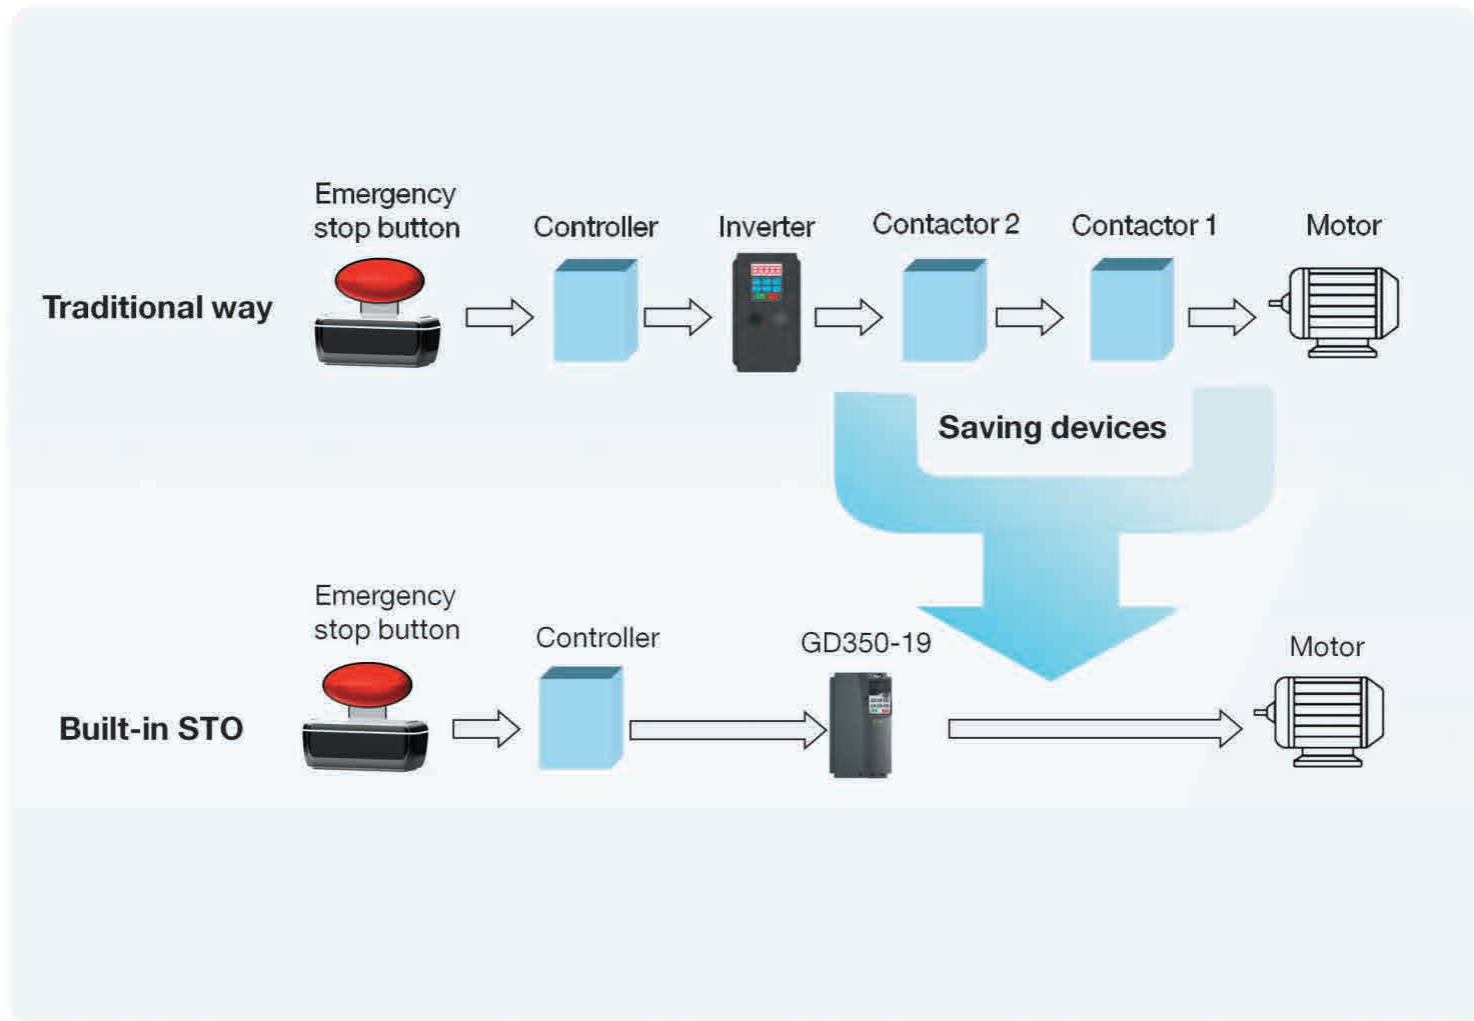 Emergency
stop button
Controller
Inverter
Contactor 2
Contactor 1
Motor
Traditional way
Saving devices
Emergency
stop button
Controller
GD350-19
Motor
Built-in STO